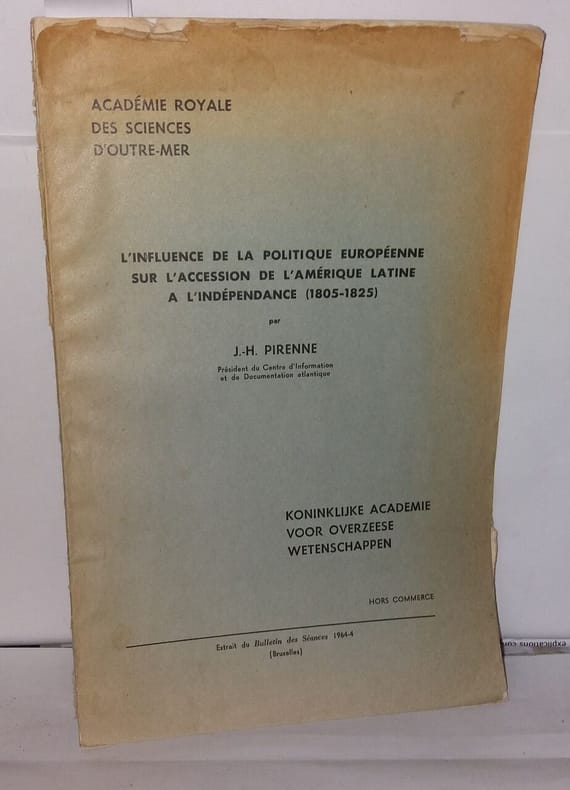 ACADÉMIE ROYALE
DES SCIENCES
D'OUTRE-MER
L'INFLUENCE DE LA POLITIQUE EUROPÉENNE
SUR L'ACCESSION DE L'AMÉRIQUE LATINE
A L'INDÉPENDANCE (1805-1825)
par
J.-H. PIRENNE
Président du Centre d'Information
et de Documentation atlantique
KONINKLIJKE ACADEMIE
VOOR OVERZEESE
WETENSCHAPPEN
HORS COMMERCE
Extrait du Bulletin des Séances 1964-4
(Bruxelles)
explications